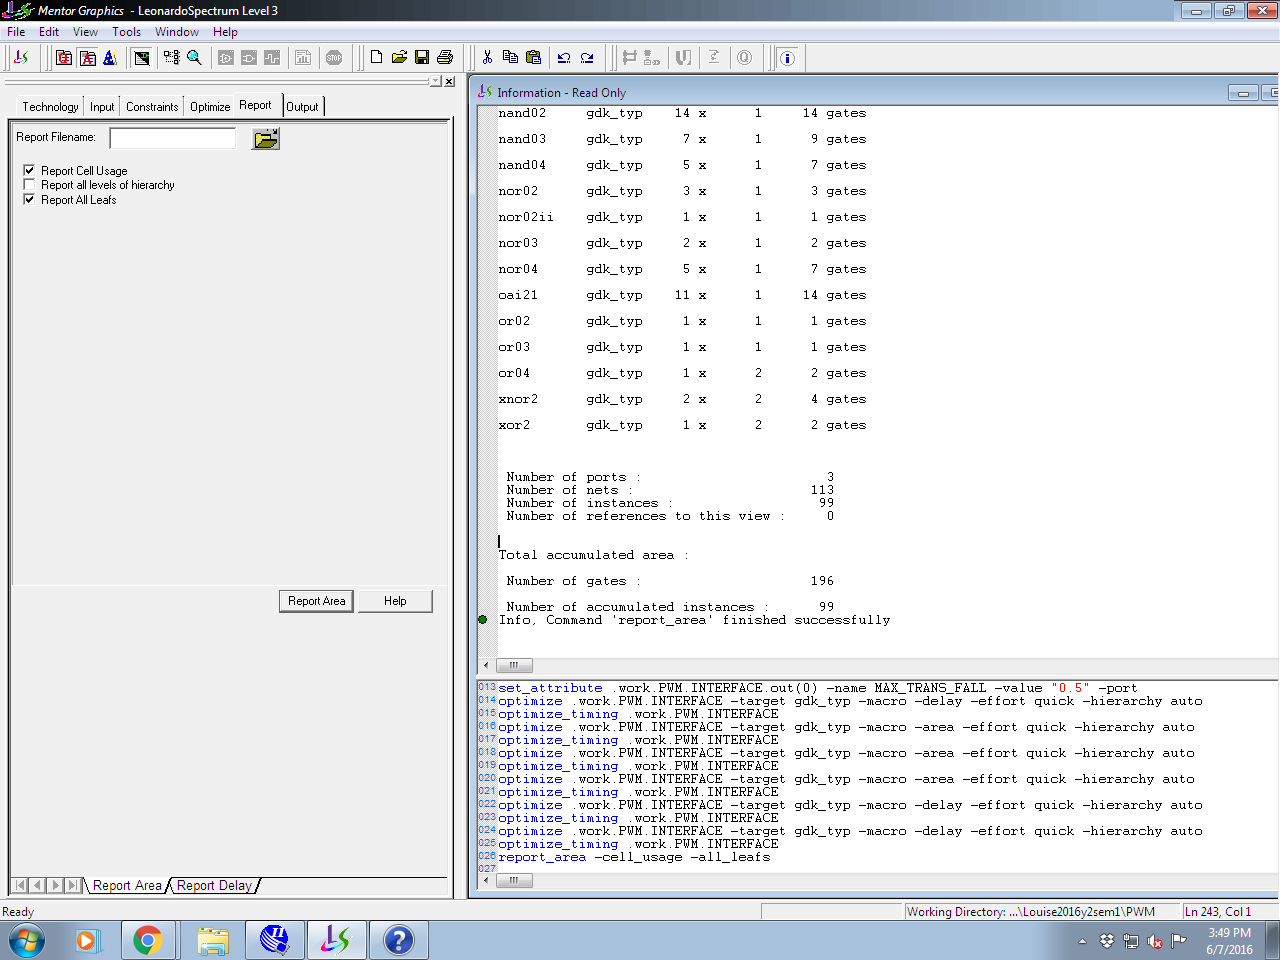 Mentor Graphics - LeonardoSpectrum Level 3
File Edit View Tools Window Help
Technology Input Constraints Optimize Report Output
Report Filename:
Report Cell Usage
Report all levels of hierarchy
Report All Leafs
Report Area Help
Report Area Report Delay
Information - Read Only
nand02 gdk_typ 14 x 1 14 gates
nand03 gdk_typ 7 x 1 9 gates
nand04 gdk_typ 5 x 1 7 gates
nor02 gdk_typ 3 x 1 3 gates
nor02ii gdk_typ 1 x 1 1 gates
nor03 gdk_typ 2 x 1 2 gates
nor04 gdk_typ 5 x 1 7 gates
oai21 gdk_typ 11 x 1 14 gates
or02 gdk_typ 1 x 1 1 gates
or03 gdk_typ 1 x 1 1 gates
or04 gdk_typ 1 x 2 2 gates
xnor2 gdk_typ 2 x 2 4 gates
xor2 gdk_typ 1 x 2 2 gates
Number of ports : 3
Number of nets : 113
Number of instances : 99
Number of references to this view : 0
Total accumulated area :
Number of gates : 196
Number of accumulated instances : 99
Info, Command 'report_area' finished successfully
013 set_attribute .work.PWM.INTERFACE.out(0) -name MAX_TRANS_FALL -value "0.5" -port
014 optimize .work.PWM.INTERFACE -target gdk_typ -macro -delay -effort quick -hierarchy auto
015 optimize_timing .work.PWM.INTERFACE
016 optimize .work.PWM.INTERFACE -target gdk_typ -macro -area -effort quick -hierarchy auto
017 optimize_timing .work.PWM.INTERFACE
018 optimize .work.PWM.INTERFACE -target gdk_typ -macro -area -effort quick -hierarchy auto
019 optimize_timing .work.PWM.INTERFACE
020 optimize .work.PWM.INTERFACE -target gdk_typ -macro -area -effort quick -hierarchy auto
021 optimize_timing .work.PWM.INTERFACE
022 optimize .work.PWM.INTERFACE -target gdk_typ -macro -delay -effort quick -hierarchy auto
023 optimize_timing .work.PWM.INTERFACE
024 optimize .work.PWM.INTERFACE -target gdk_typ -macro -delay -effort quick -hierarchy auto
025 optimize_timing .work.PWM.INTERFACE
026 report_area -cell_usage -all_leafs
027
Ready
Working Directory: ...\Louise2016y2sem1\PWM
Ln 243, Col 1
3:49 PM
6/7/2016